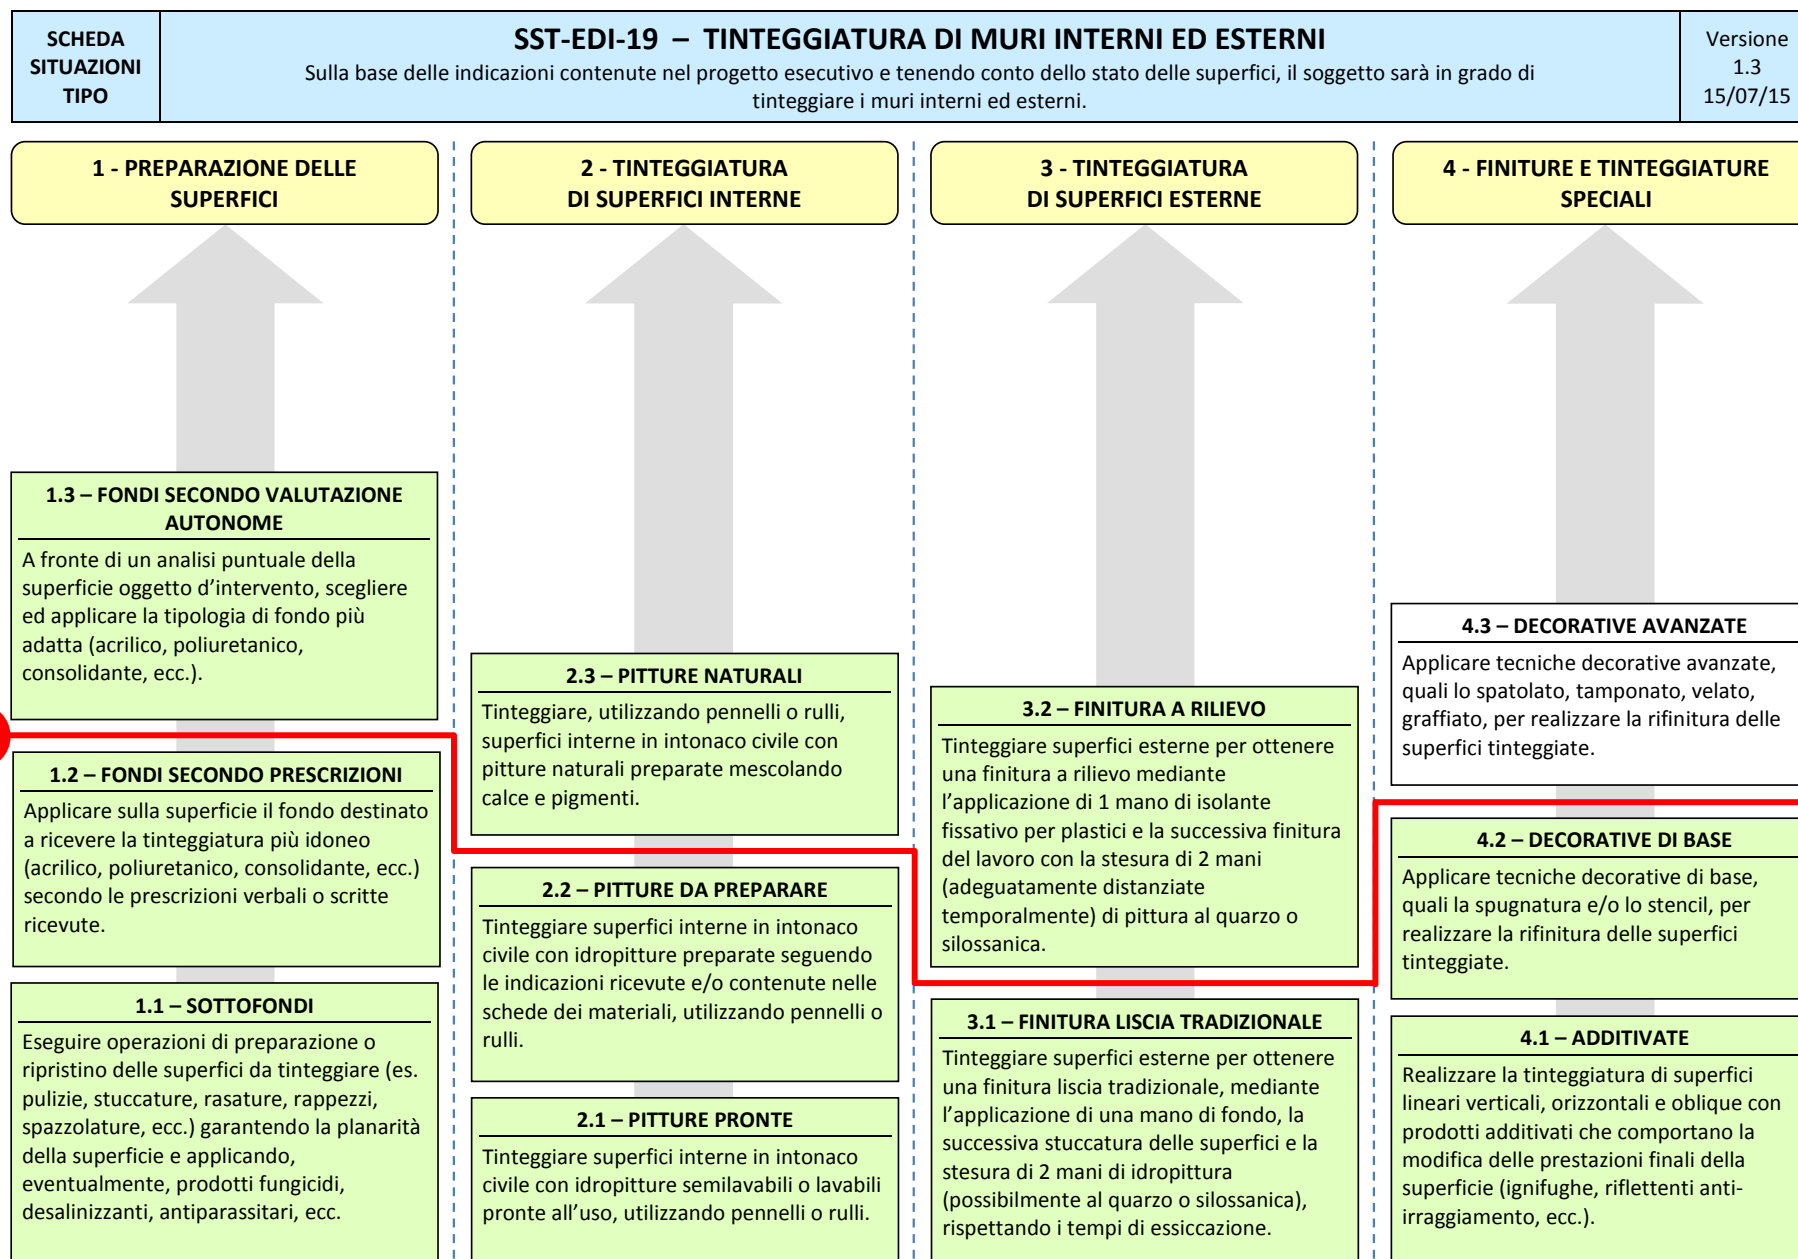 SCHEDA
SITUAZIONI
TIPO
SST-EDI-19 – TINTEGGIATURA DI MURI INTERNI ED ESTERNI
Sulla base delle indicazioni contenute nel progetto esecutivo e tenendo conto dello stato delle superfici, il soggetto sarà in grado di
tinteggiare i muri interni ed esterni.
Versione
1.3
15/07/15
1 - PREPARAZIONE DELLE
SUPERFICI
1.3 – FONDI SECONDO VALUTAZIONE
AUTONOME
A fronte di un analisi puntuale della
superficie oggetto d’intervento, scegliere
ed applicare la tipologia di fondo più
adatta (acrilico, poliuretanico,
consolidante, ecc.).
1.2 – FONDI SECONDO PRESCRIZIONI
Applicare sulla superficie il fondo destinato
a ricevere la tinteggiatura più idoneo
(acrilico, poliuretanico, consolidante, ecc.)
secondo le prescrizioni verbali o scritte
ricevute.
1.1 – SOTTOFONDI
Eseguire operazioni di preparazione o
ripristino delle superfici da tinteggiare (es.
pulizie, stuccature, rasature, rappezzi,
spazzolature, ecc.) garantendo la planarità
della superficie e applicando,
eventualmente, prodotti fungicidi,
desalinizzanti, antiparassitari, ecc.
2 - TINTEGGIATURA
DI SUPERFICI INTERNE
2.3 – PITTURE NATURALI
Tinteggiare, utilizzando pennelli o rulli,
superfici interne in intonaco civile con
pitture naturali preparate mescolando
calce e pigmenti.
2.2 – PITTURE DA PREPARARE
Tinteggiare superfici interne in intonaco
civile con idropitture preparate seguendo
le indicazioni ricevute e/o contenute nelle
schede dei materiali, utilizzando pennelli o
rulli.
2.1 – PITTURE PRONTE
Tinteggiare superfici interne in intonaco
civile con idropitture semilavabili o lavabili
pronte all’uso, utilizzando pennelli o rulli.
3 - TINTEGGIATURA
DI SUPERFICI ESTERNE
3.2 – FINITURA A RILIEVO
Tinteggiare superfici esterne per ottenere
una finitura a rilievo mediante
l’applicazione di 1 mano di isolante
fissativo per plastici e la successiva finitura
del lavoro con la stesura di 2 mani
(adeguatamente distanziate
temporalmente) di pittura al quarzo o
silossanica.
3.1 – FINITURA LISCIA TRADIZIONALE
Tinteggiare superfici esterne per ottenere
una finitura liscia tradizionale, mediante
l’applicazione di una mano di fondo, la
successiva stuccatura delle superfici e la
stesura di 2 mani di idropittura
(possibilmente al quarzo o silossanica),
rispettando i tempi di essiccazione.
4 - FINITURE E TINTEGGIATURE
SPECIALI
4.3 – DECORATIVE AVANZATE
Applicare tecniche decorative avanzate,
quali lo spatolato, tamponato, velato,
graffiato, per realizzare la rifinitura delle
superfici tinteggiate.
4.2 – DECORATIVE DI BASE
Applicare tecniche decorative di base,
quali la spugnatura e/o lo stencil, per
realizzare la rifinitura delle superfici
tinteggiate.
4.1 – ADDITIVATE
Realizzare la tinteggiatura di superfici
lineari verticali, orizzontali e oblique con
prodotti additivati che comportano la
modifica delle prestazioni finali della
superficie (ignifughe, riflettenti anti-
irraggiamento, ecc.).